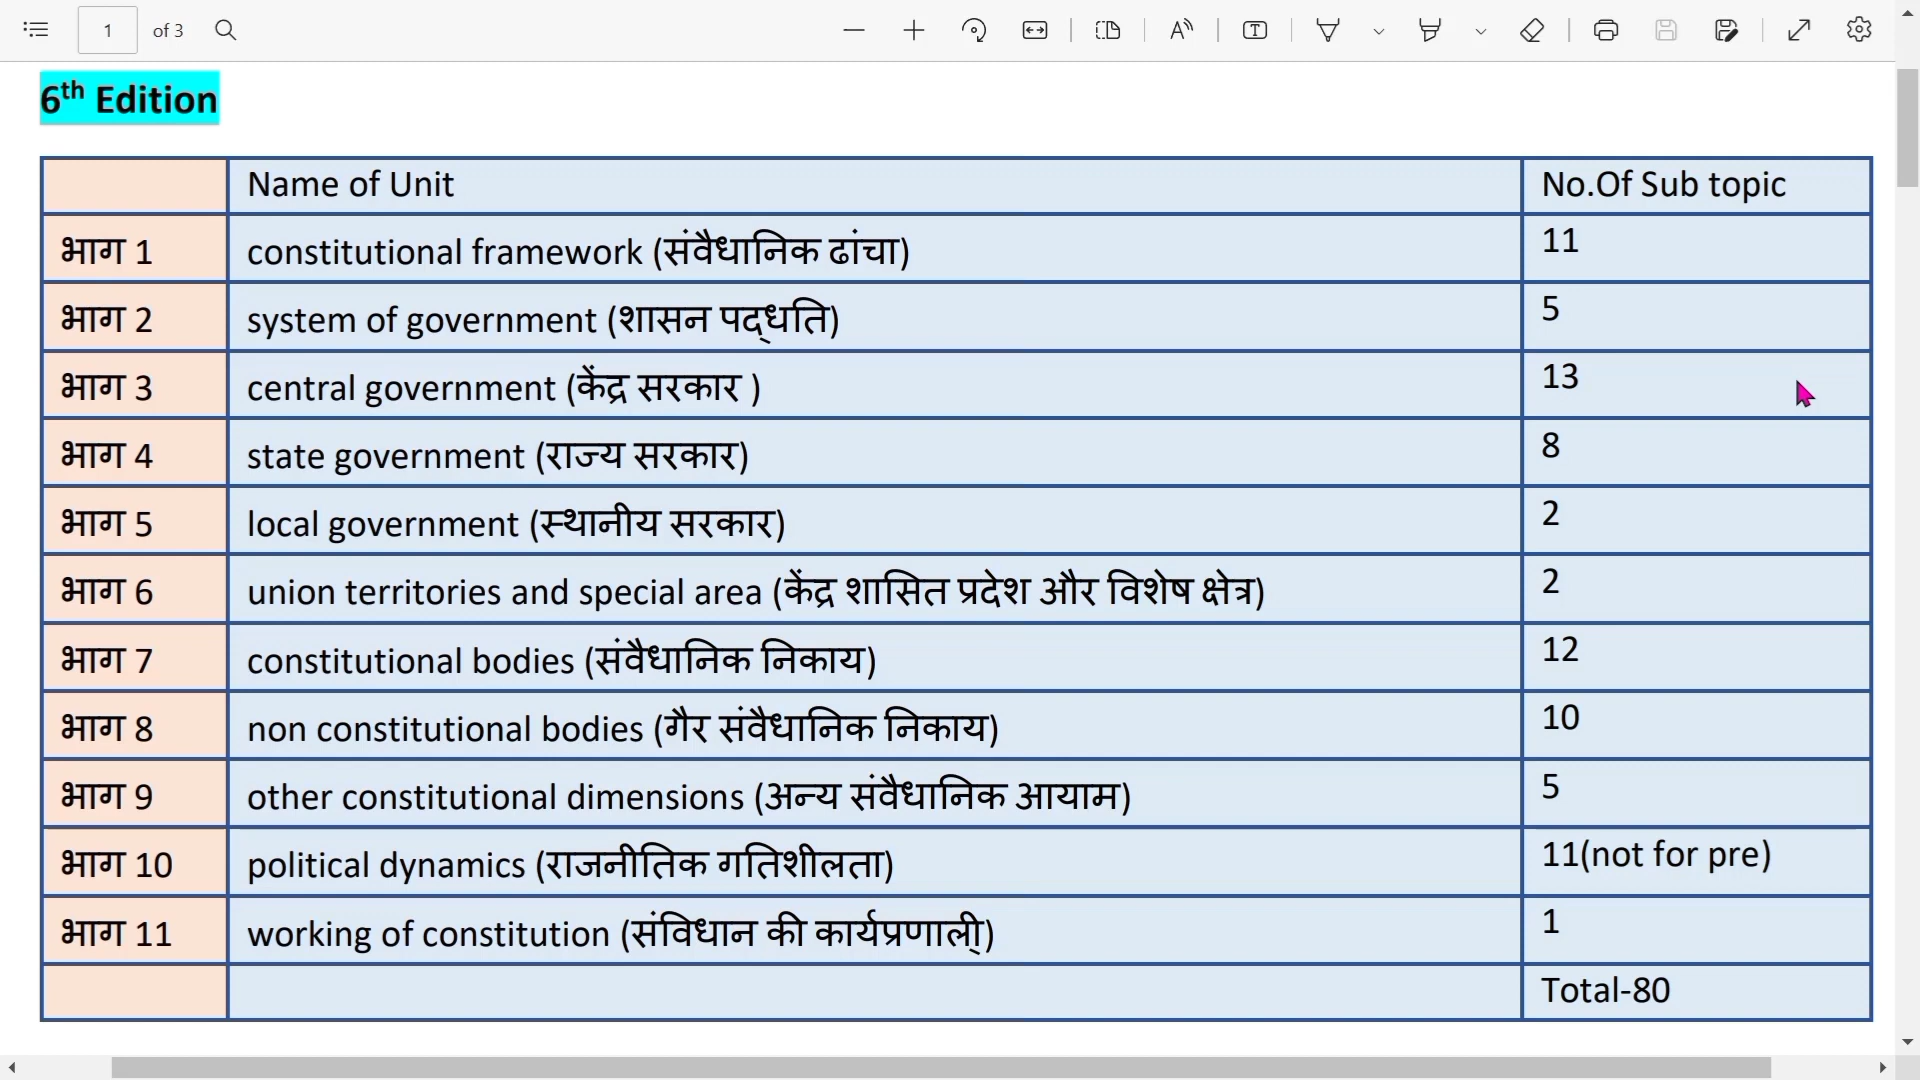 1 of 3
6th Edition
Name of Unit No.Of Sub topic
भाग 1 constitutional framework (संवैधानिक ढांचा) 11
भाग 2 system of government (शासन पद्धति) 5
भाग 3 central government (केंद्र सरकार ) 13
भाग 4 state government (राज्य सरकार) 8
भाग 5 local government (स्थानीय सरकार) 2
भाग 6 union territories and special area (केंद्र शासित प्रदेश और विशेष क्षेत्र) 2
भाग 7 constitutional bodies (संवैधानिक निकाय) 12
भाग 8 non constitutional bodies (गैर संवैधानिक निकाय) 10
भाग 9 other constitutional dimensions (अन्य संवैधानिक आयाम) 5
भाग 10 political dynamics (राजनीतिक गतिशीलता) 11(not for pre)
भाग 11 working of constitution (संविधान की कार्यप्रणाली्) 1
Total-80